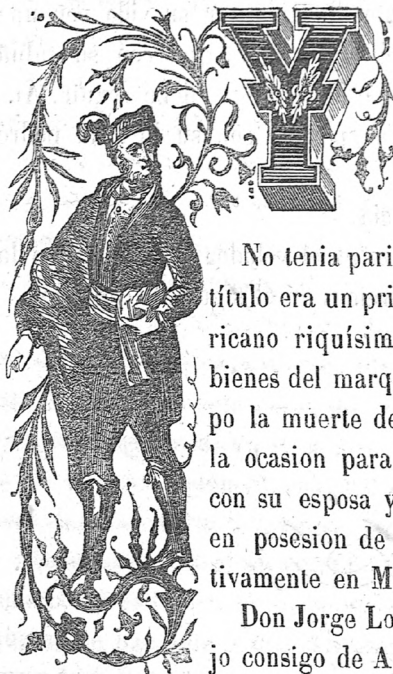 Y
No tenia pari
título era un pri
ricano riquísim
bienes del marq
po la muerte de
la ocasion para
con su esposa y
en posesion de
tivamente en M
Don Jorge Lo
jo consigo de A